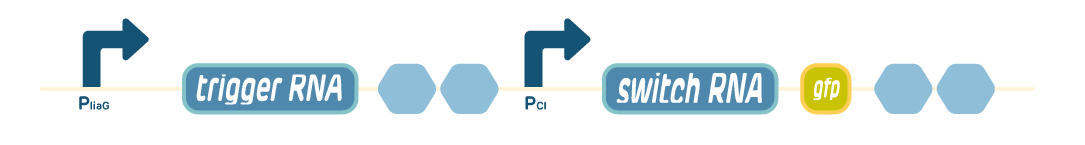 trigger RNA
switch RNA
gfp
PliaG
PCI